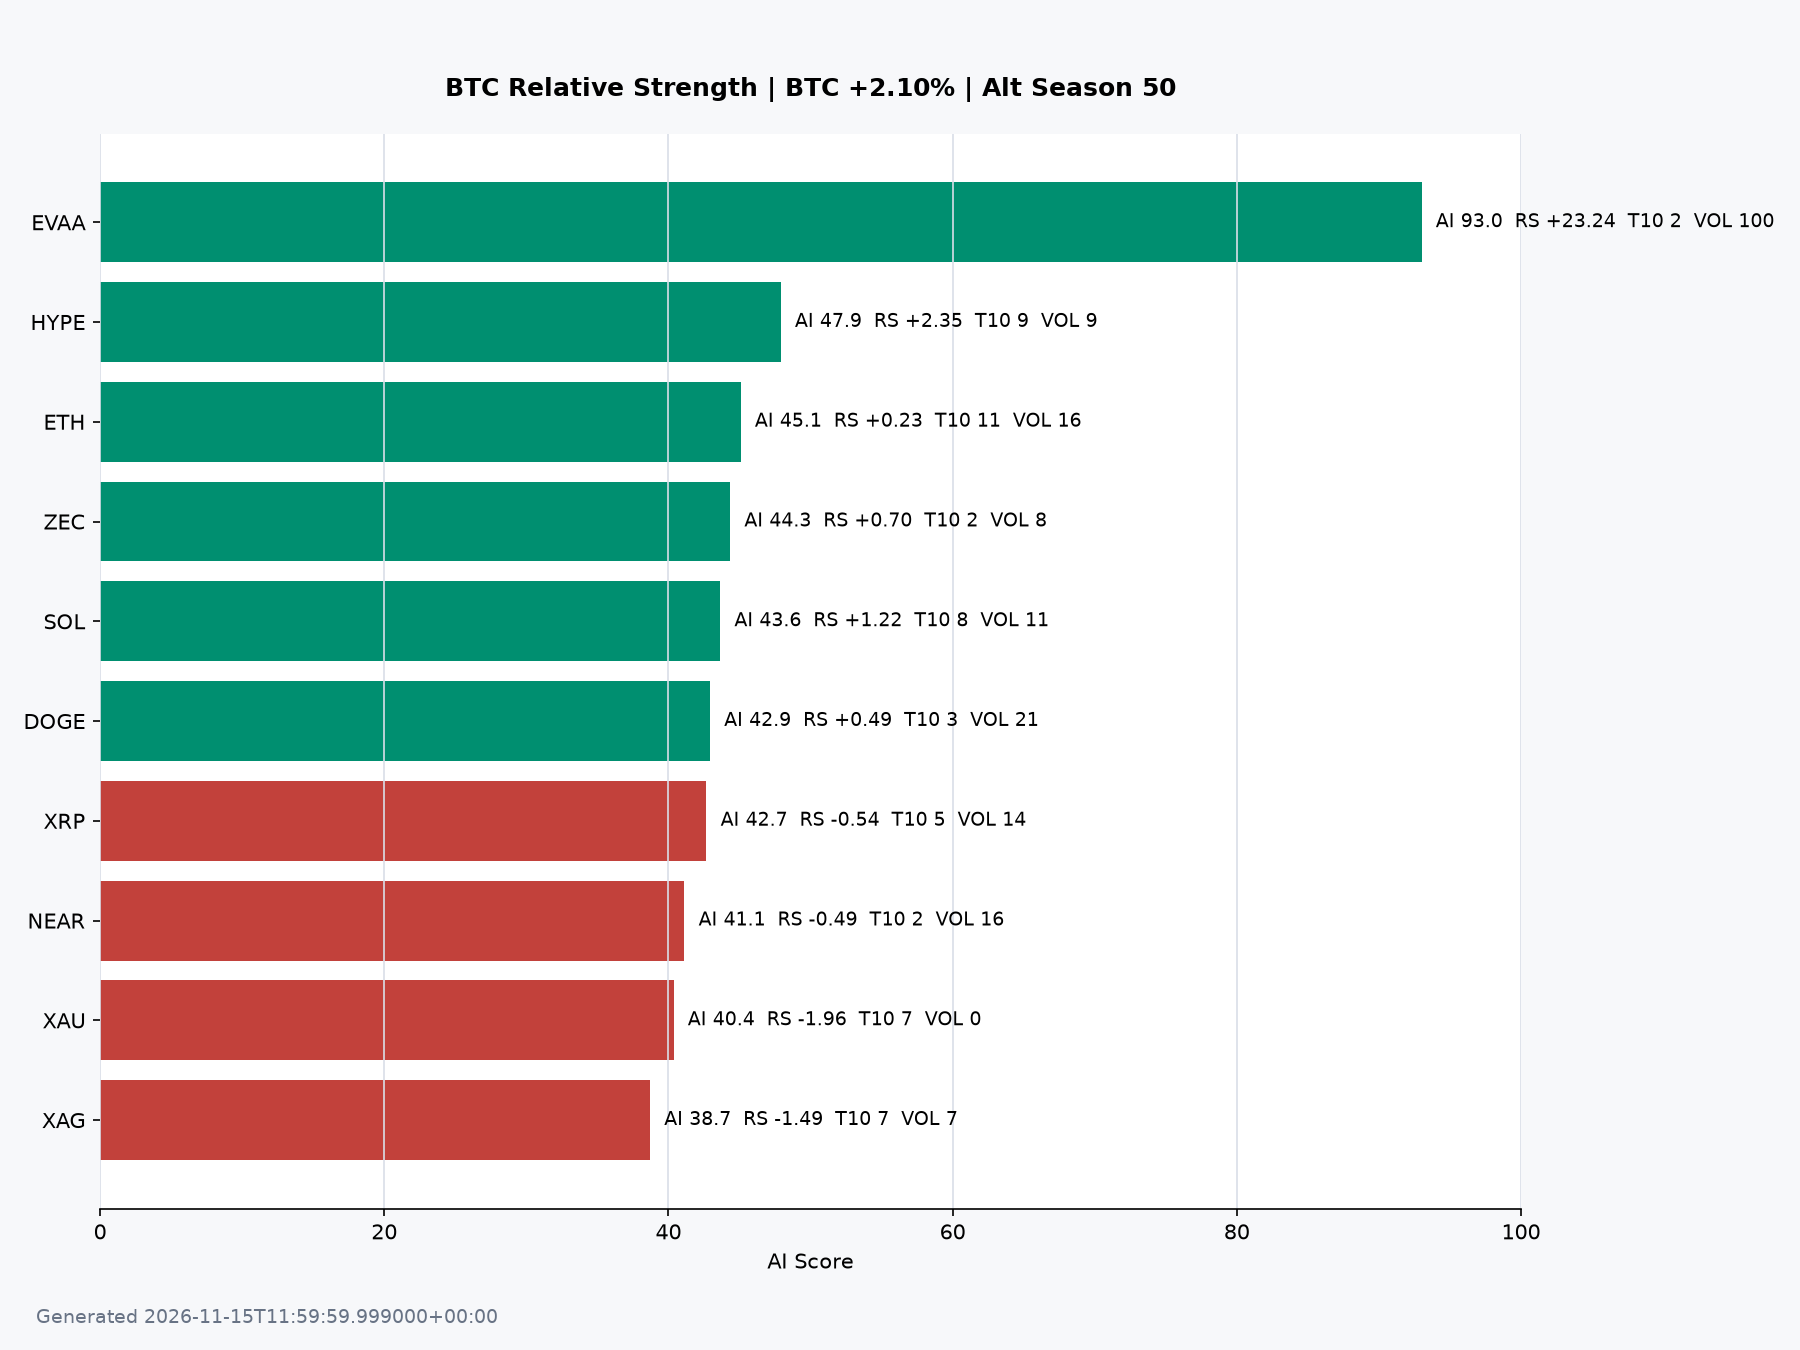 BTC Relative Strength | BTC +2.10% | Alt Season 50
EVAA AI 93.0 RS +23.24 T10 2 VOL 100
HYPE AI 47.9 RS +2.35 T10 9 VOL 9
ETH AI 45.1 RS +0.23 T10 11 VOL 16
ZEC AI 44.3 RS +0.70 T10 2 VOL 8
SOL AI 43.6 RS +1.22 T10 8 VOL 11
DOGE AI 42.9 RS +0.49 T10 3 VOL 21
XRP AI 42.7 RS -0.54 T10 5 VOL 14
NEAR AI 41.1 RS -0.49 T10 2 VOL 16
XAU AI 40.4 RS -1.96 T10 7 VOL 0
XAG AI 38.7 RS -1.49 T10 7 VOL 7
0 20 40 60 80 100
AI Score
Generated 2026-11-15T11:59:59.999000+00:00